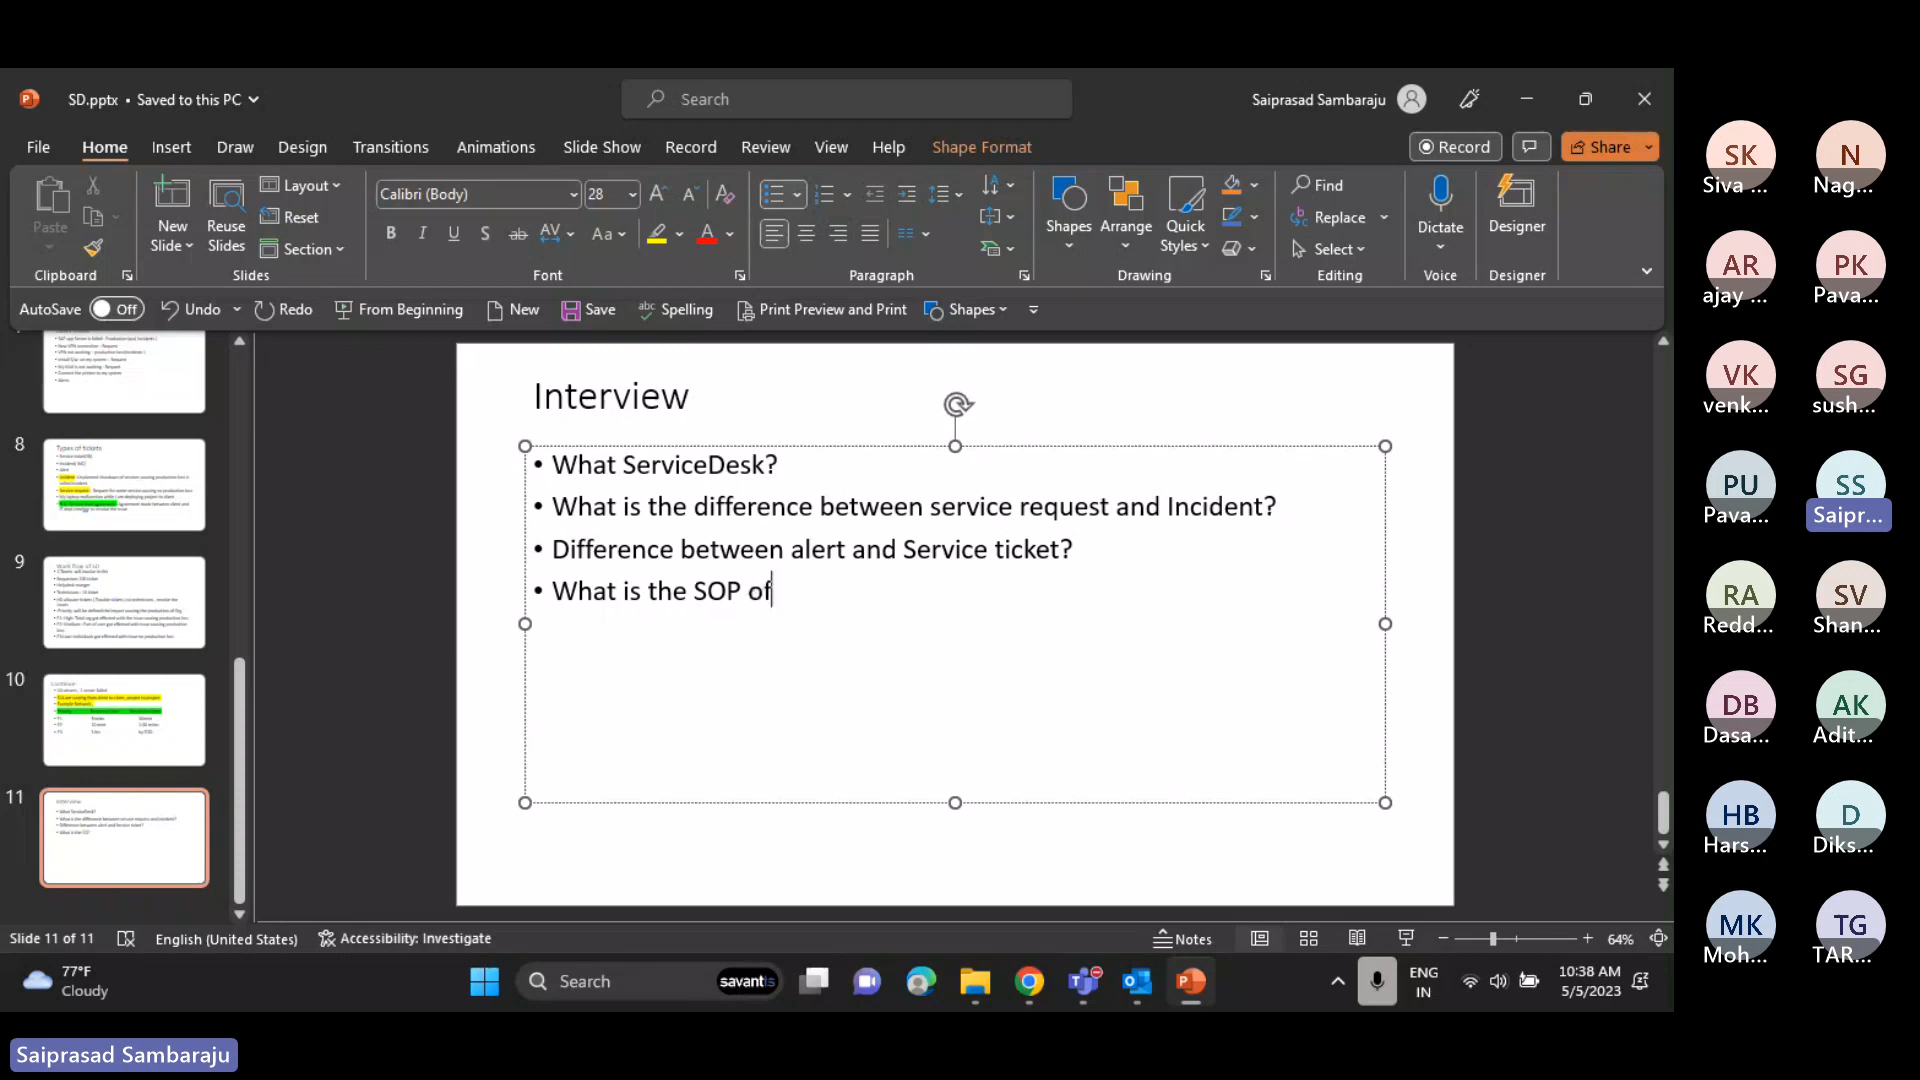 SD.pptx • Saved to this PC
Search
Saiprasad Sambaraju
File Home Insert Draw Design Transitions Animations Slide Show Record Review View Help Shape Format
Record
Share
Paste
New Slide
Reuse Slides
Layout
Reset
Section
Calibri (Body) 28
Shapes
Arrange
Quick Styles
Find
Replace
Select
Dictate
Designer
Clipboard Slides Font Paragraph Drawing Editing Voice Designer
AutoSave Off Undo Redo From Beginning New Save Spelling Print Preview and Print Shapes
8
Types of tickets
9
10
11
Interview
Interview
• What ServiceDesk?
• What is the difference between service request and Incident?
• Difference between alert and Service ticket?
• What is the SOP of
Slide 11 of 11 English (United States) Accessibility: Investigate Notes 64%
77°F
Cloudy
Search
savantis
ENG
IN
10:38 AM
5/5/2023
Saiprasad Sambaraju
SK
Siva ...
N
Nag...
AR
ajay ...
PK
Pava...
VK
venk...
SG
sush...
PU
Pava...
SS
Saipr...
RA
Redd...
SV
Shan...
DB
Dasa...
AK
Adit...
HB
Hars...
D
Diks...
MK
Moh...
TG
TAR...